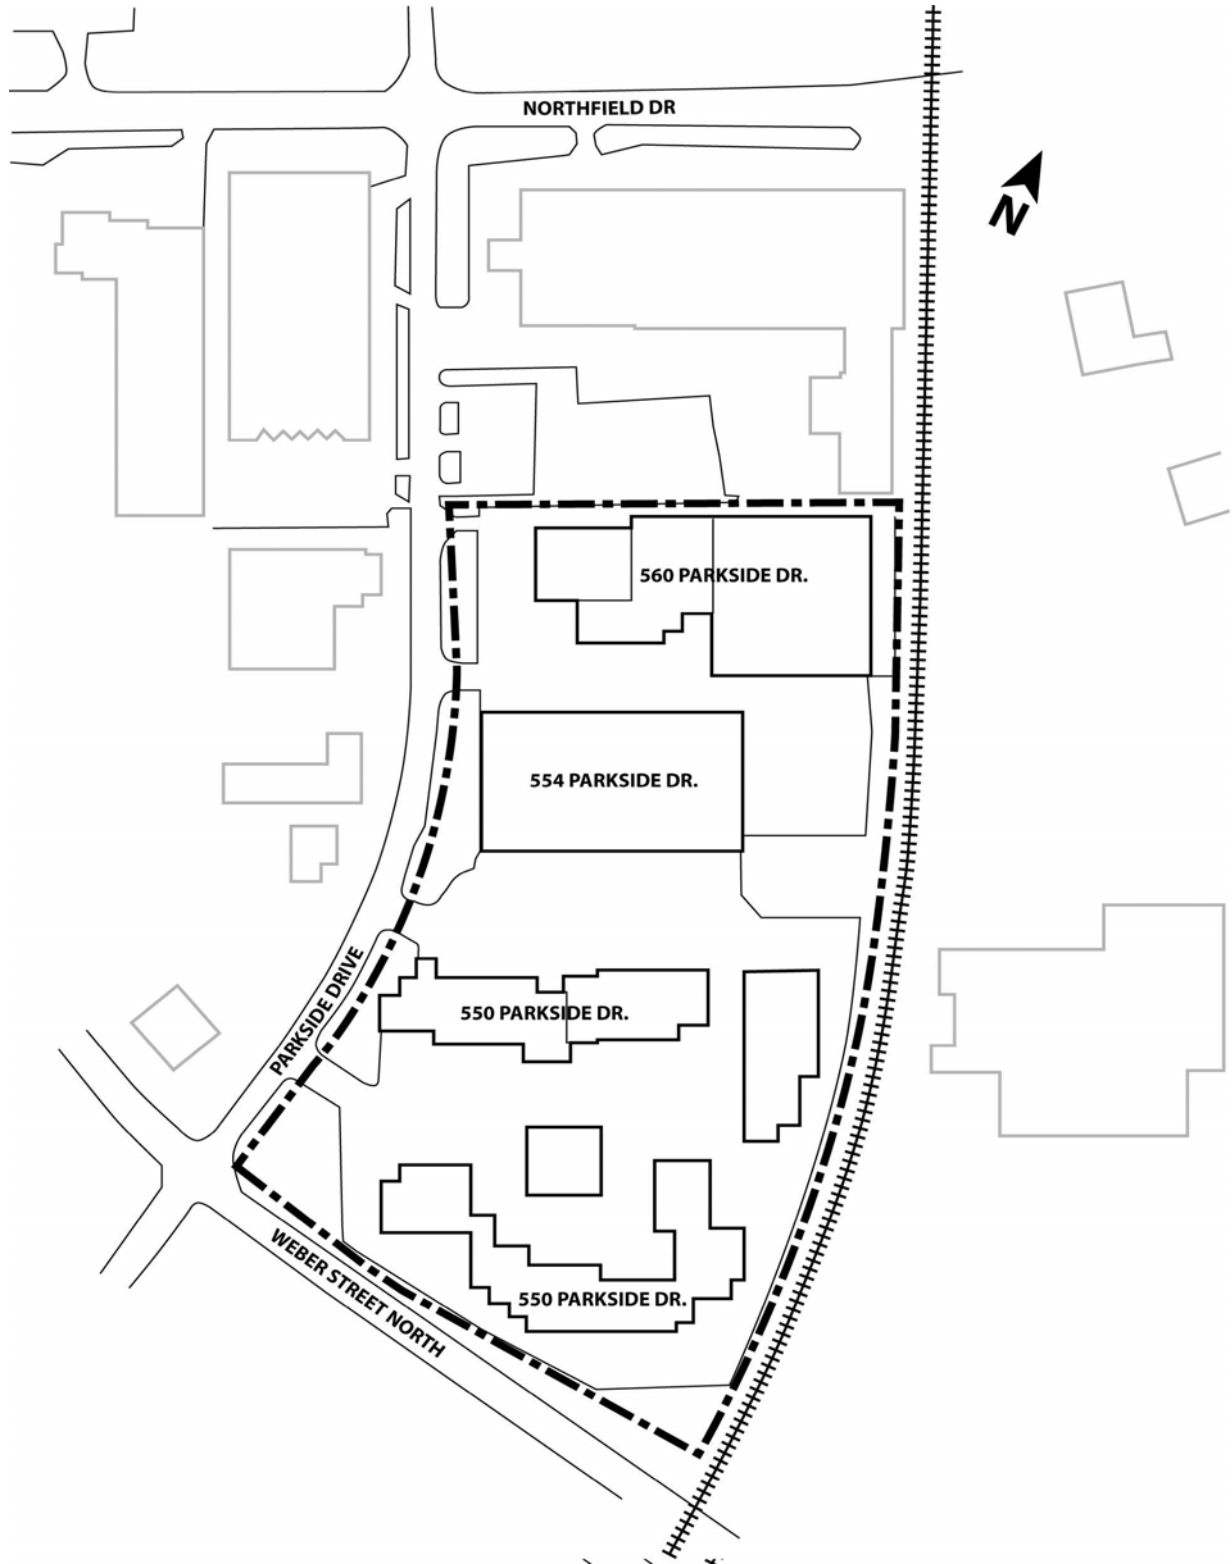 NORTHFIELD DR
N
560 PARKSIDE DR.
554 PARKSIDE DR.
PARKSIDE DRIVE
550 PARKSIDE DR.
WEBER STREET NORTH
550 PARKSIDE DR.